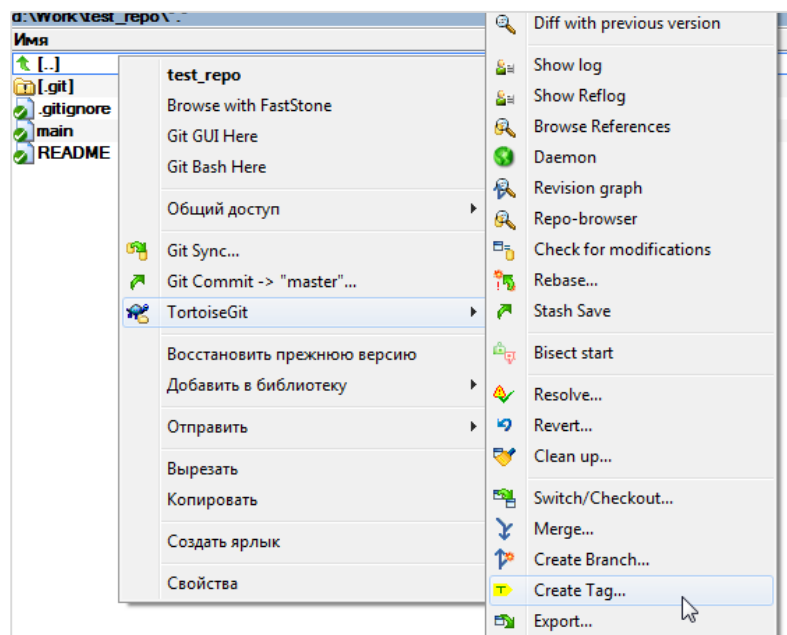 d:\Work\test_repo\*.*
Имя
[..]
[.git]
.gitignore
main
README
test_repo
Browse with FastStone
Git GUI Here
Git Bash Here
Общий доступ
Git Sync...
Git Commit -> "master"...
TortoiseGit
Восстановить прежнюю версию
Добавить в библиотеку
Отправить
Вырезать
Копировать
Создать ярлык
Свойства
Diff with previous version
Show log
Show Reflog
Browse References
Daemon
Revision graph
Repo-browser
Check for modifications
Rebase...
Stash Save
Bisect start
Resolve...
Revert...
Clean up...
Switch/Checkout...
Merge...
Create Branch...
Create Tag...
Export...